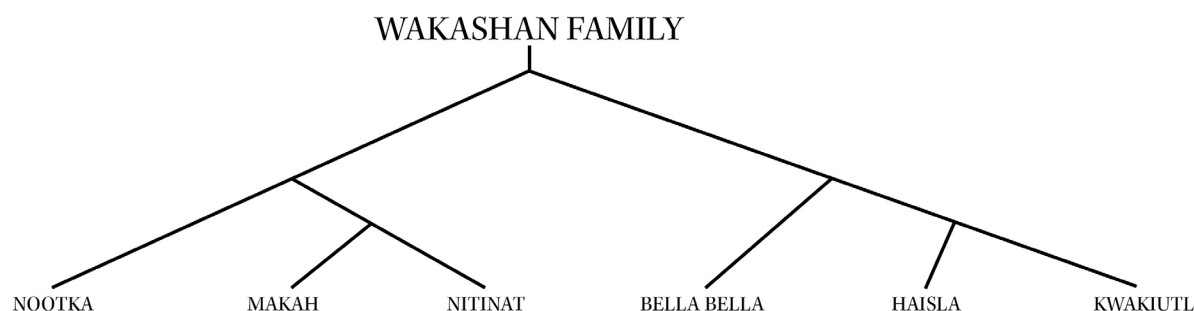 WAKASHAN FAMILY
NOOTKA
MAKAH
NITINAT
BELLA BELLA
HAISLA
KWAKIUTL